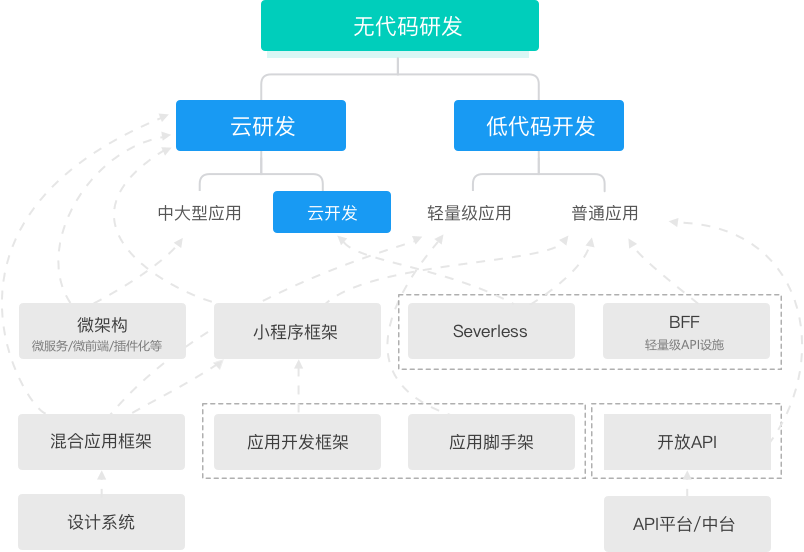 无代码研发
云研发
低代码开发
中大型应用
云开发
轻量级应用
普通应用
微架构
微服务/微前端/插件化等
小程序框架
Severless
BFF
轻量级API设施
混合应用框架
应用开发框架
应用脚手架
开放API
设计系统
API平台/中台